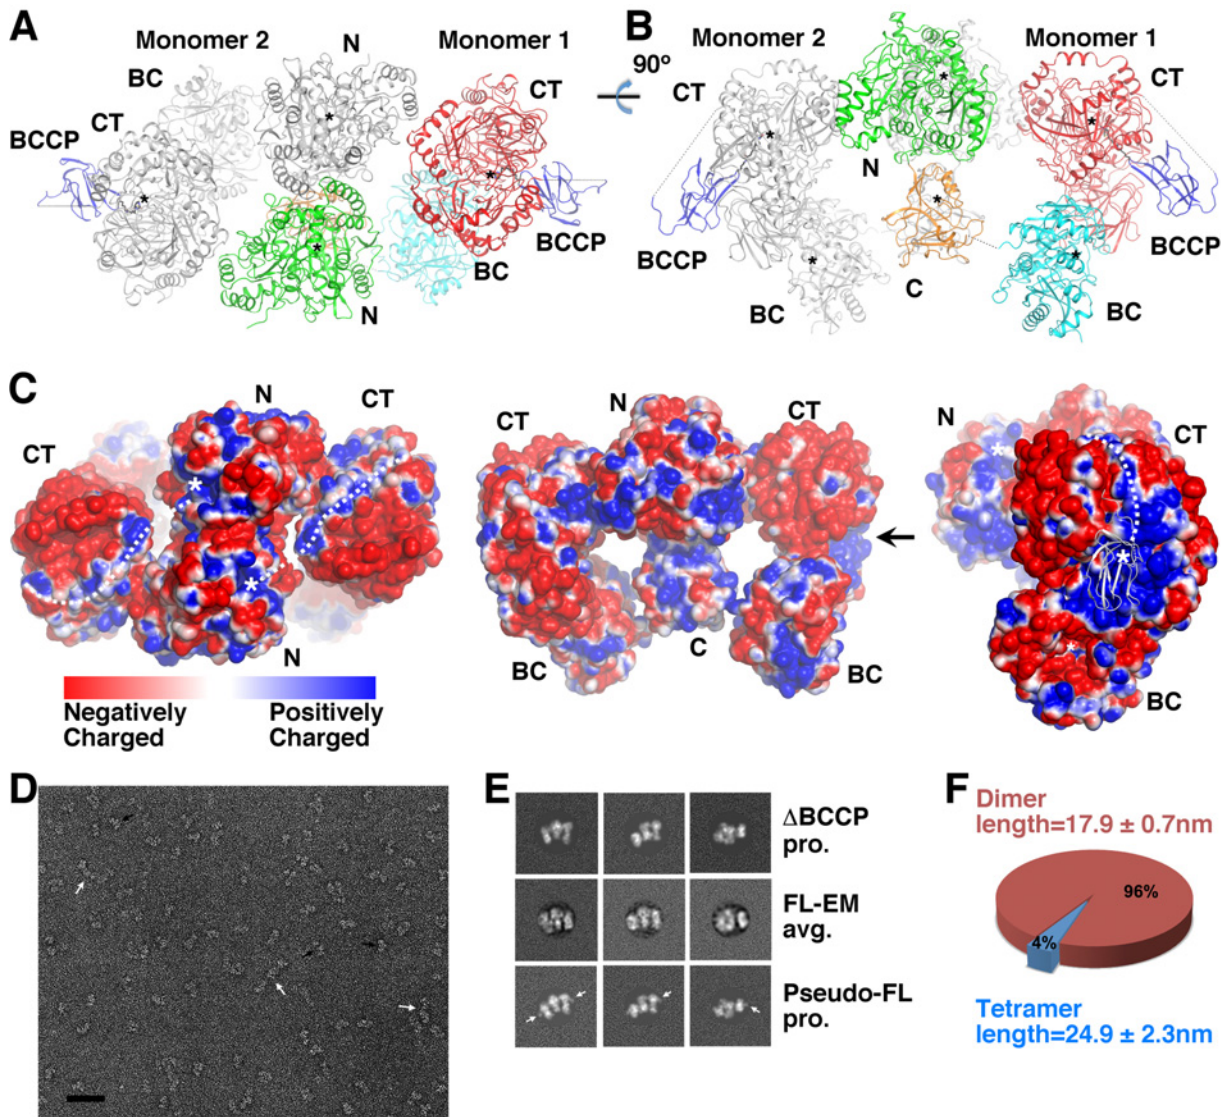 A
Monomer 2
N
Monomer 1
BC
CT
CT
BCCP
BCCP
BC
N
B
90º
Monomer 2
Monomer 1
CT
CT
N
BCCP
BCCP
C
BC
BC
C
N
CT
CT
N
Negatively
Charged
Positively
Charged
CT
N
CT
BC
C
BC
N
CT
BC
D
E
ΔBCCP
pro.
FL-EM
avg.
Pseudo-FL
pro.
F
Dimer
length=17.9 ± 0.7nm
96%
4%
Tetramer
length=24.9 ± 2.3nm